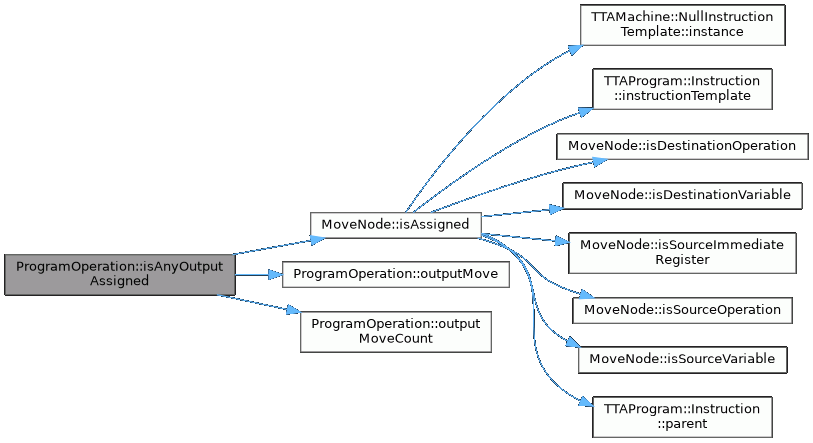 ProgramOperation::isAnyOutput
Assigned
MoveNode::isAssigned
ProgramOperation::outputMove
ProgramOperation::output
MoveCount
TTAMachine::NullInstruction
Template::instance
TTAProgram::Instruction
::instructionTemplate
MoveNode::isDestinationOperation
MoveNode::isDestinationVariable
MoveNode::isSourceImmediate
Register
MoveNode::isSourceOperation
MoveNode::isSourceVariable
TTAProgram::Instruction
::parent